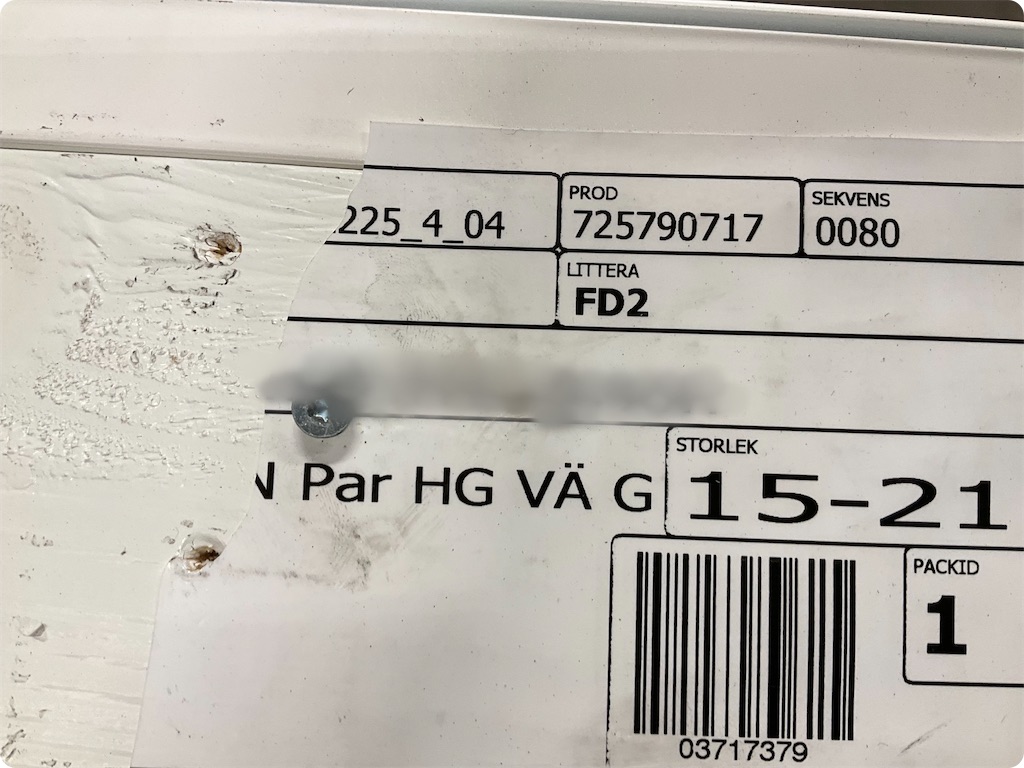 225_4_04
PROD
725790717
SEKVENS
0080
LITTERA
FD2
Par HG VÄ G
STORLEK
15-21
PACKID
1
03717379